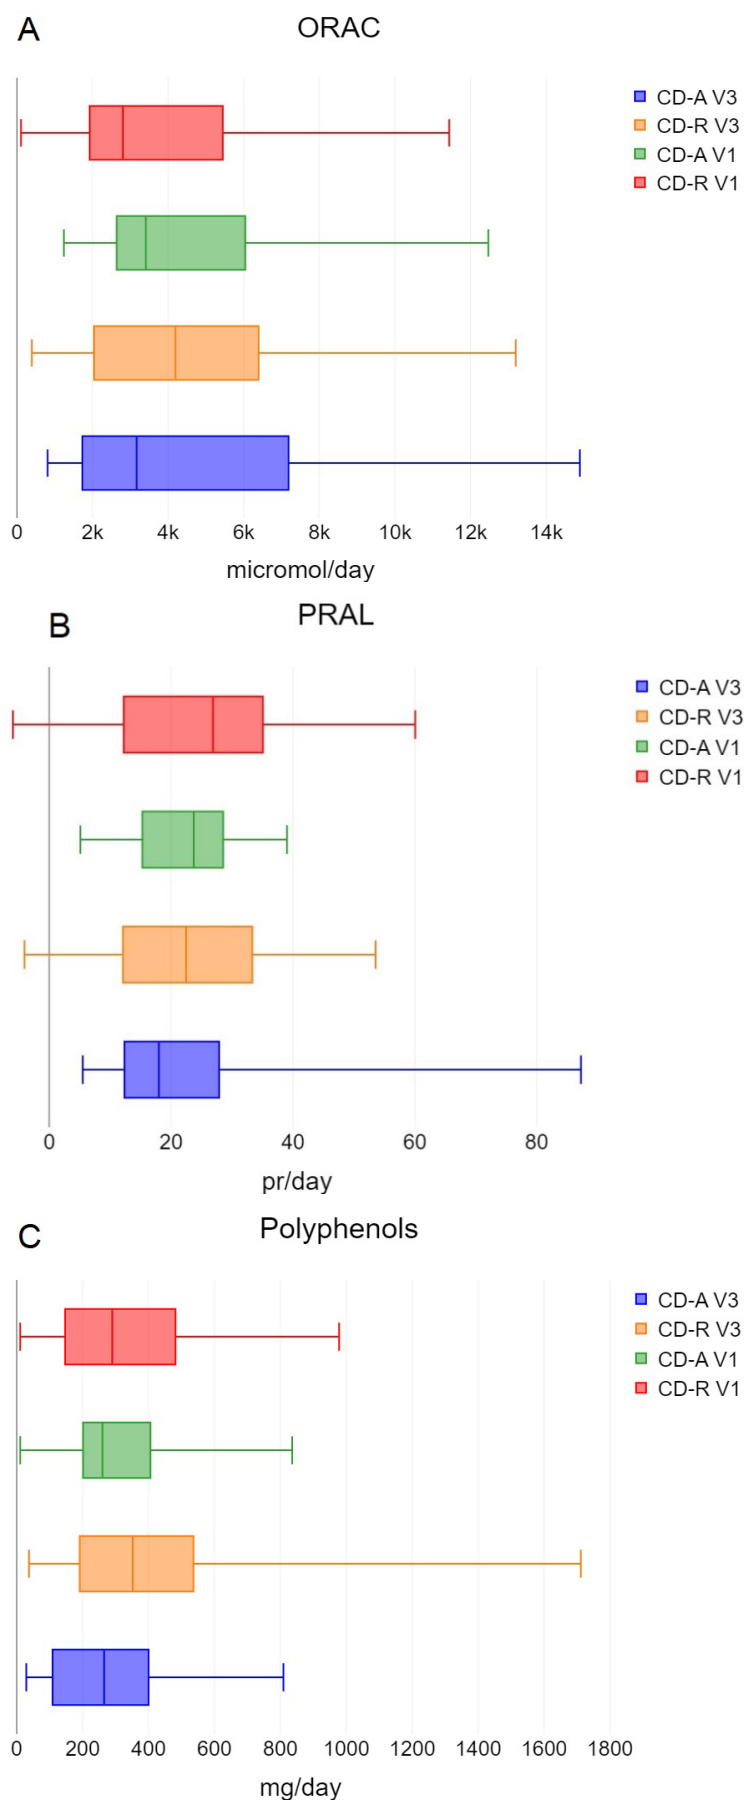 A
ORAC
CD-A V3
CD-R V3
CD-A V1
CD-R V1
0 2k 4k 6k 8k 10k 12k 14k
micromol/day
B
PRAL
CD-A V3
CD-R V3
CD-A V1
CD-R V1
0 20 40 60 80
pr/day
C
Polyphenols
CD-A V3
CD-R V3
CD-A V1
CD-R V1
0 200 400 600 800 1000 1200 1400 1600 1800
mg/day